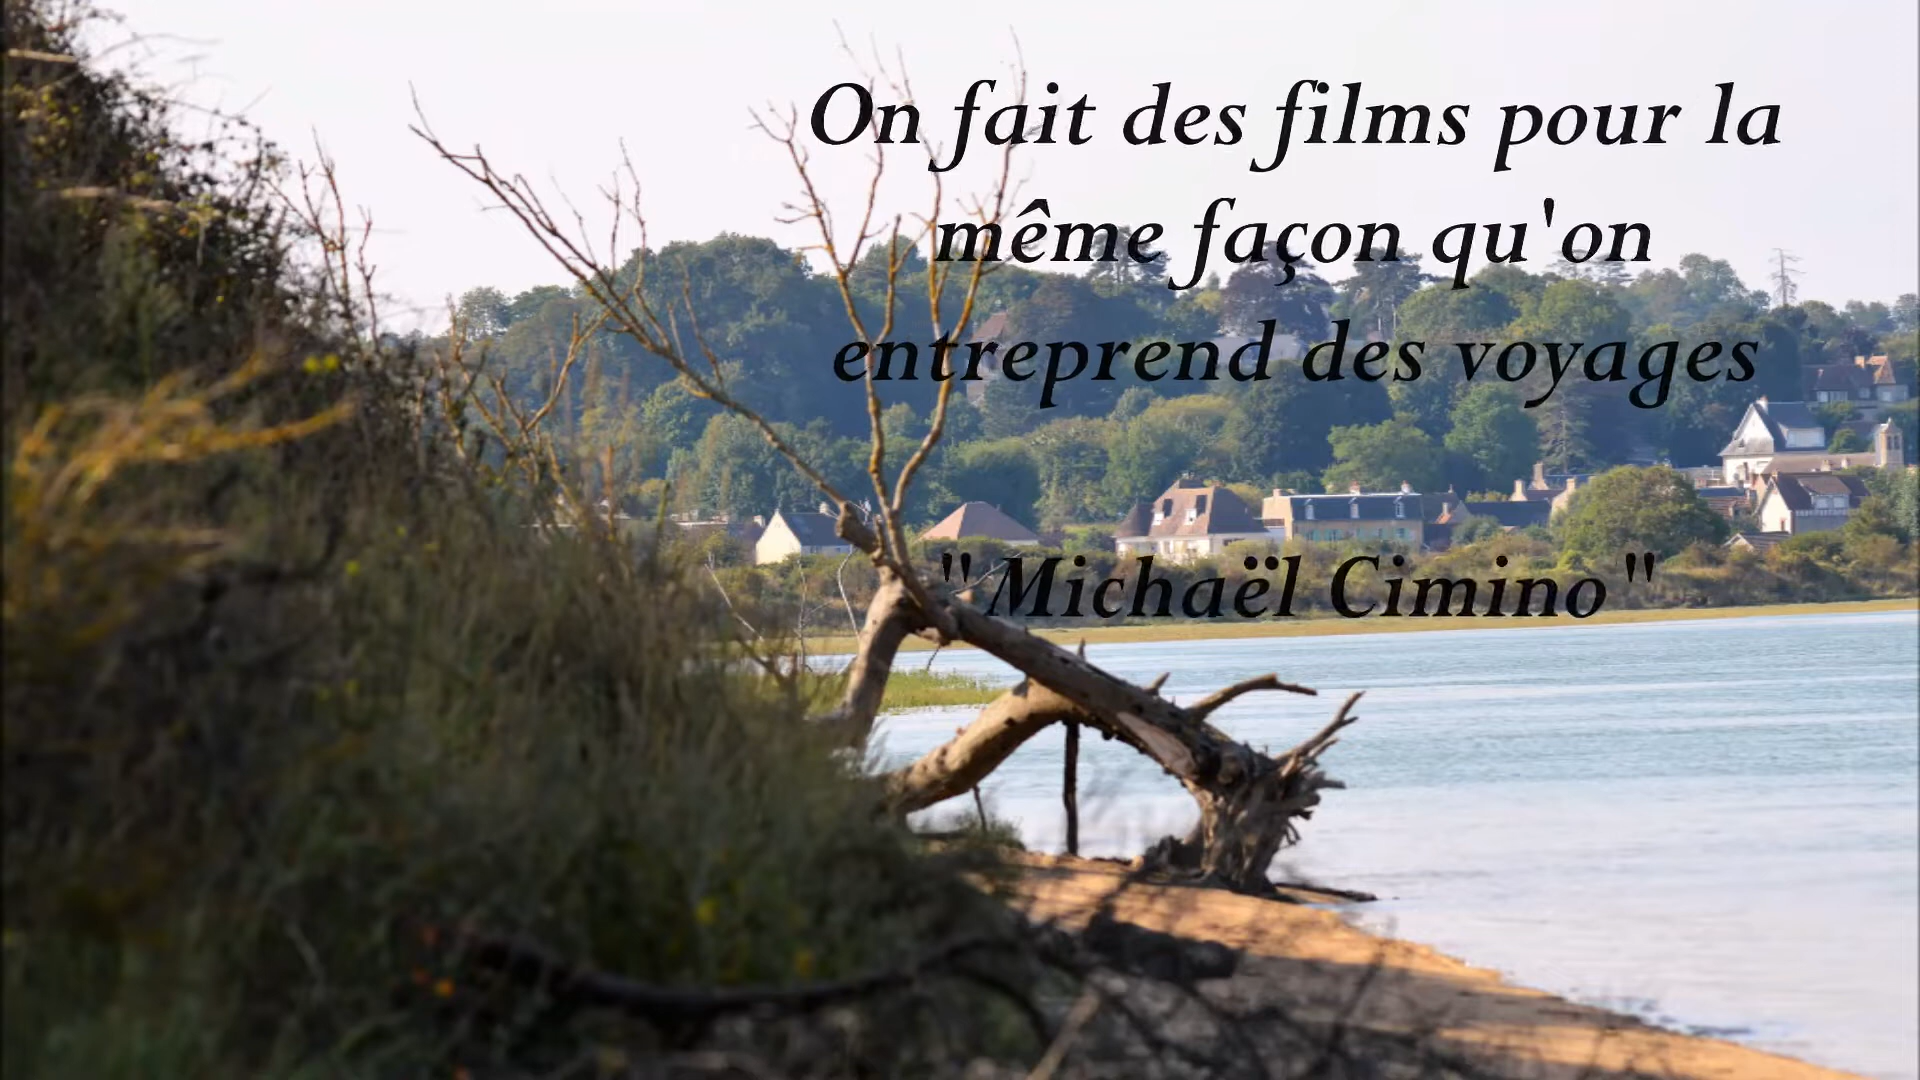 On fait des films pour la
même façon qu'on
entreprend des voyages
"Michaël Cimino"